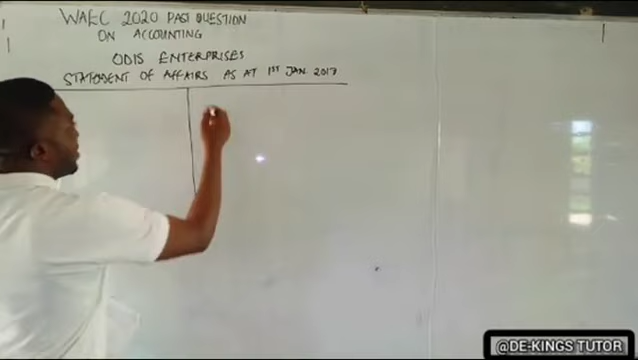 WAEC 2020 PAST QUESTION
ON ACCOUNTING
ODIS ENTERPRISES
STATEMENT OF AFFAIRS AS AT 1ST JAN. 2017
@DE-KINGS TUTOR